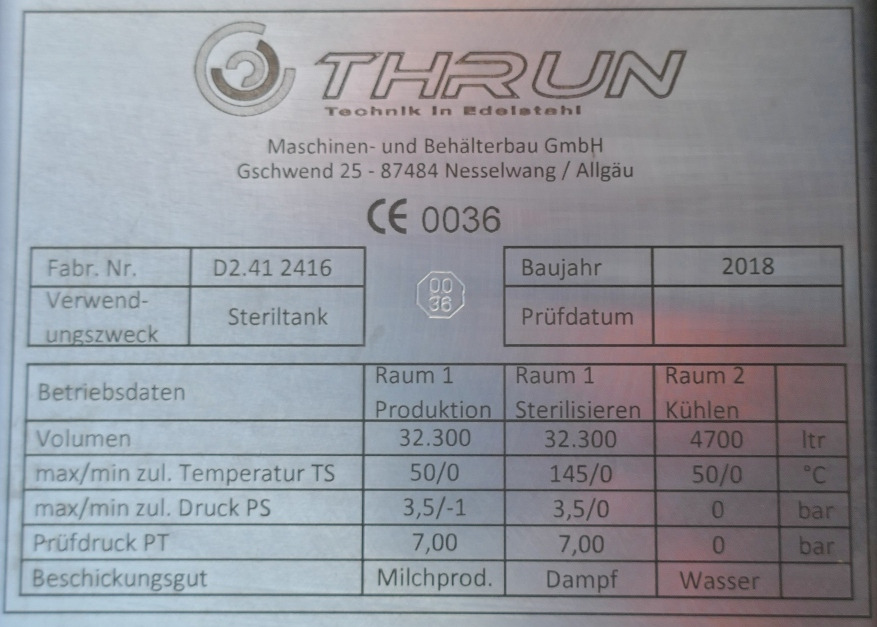 THRUN
Technik in Edelstahl
Maschinen- und Behälterbau GmbH
Gschwend 25 - 87484 Nesselwang / Allgäu
CE 0036
Fabr. Nr. D2.41 2416
Verwend-
ungszweck Steriltank
00
36
Baujahr 2018
Prüfdatum
Betriebsdaten Raum 1 Produktion Raum 1 Sterilisieren Raum 2 Kühlen
Volumen 32.300 32.300 4700 ltr
max/min zul. Temperatur TS 50/0 145/0 50/0 °C
max/min zul. Druck PS 3,5/-1 3,5/0 0 bar
Prüfdruck PT 7,00 7,00 0 bar
Beschickungsgut Milchprod. Dampf Wasser